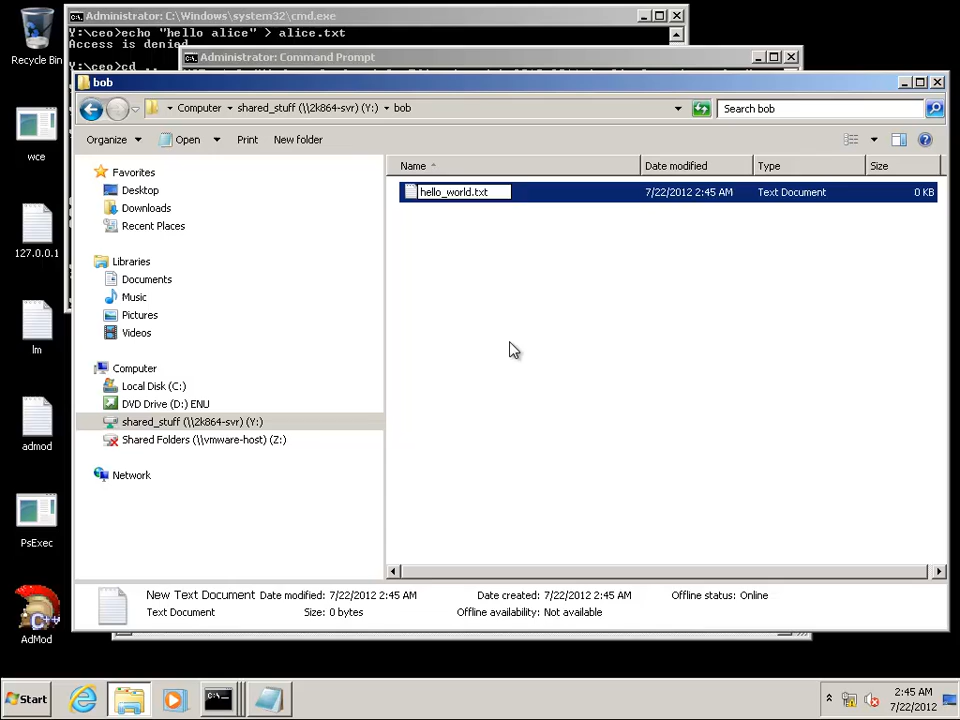 Recycle Bin
wce
127.0.0.1
lm
admod
PsExec
C++
AdMod
Administrator: C:\Windows\system32\cmd.exe
Y:\ceo>echo "hello alice" > alice.txt
Access is denied
Y:\ceo>cd
Administrator: Command Prompt
bob
Computer shared_stuff (\\2k864-svr) (Y:) bob
Search bob
Organize Open Print New folder
Favorites
Desktop
Downloads
Recent Places
Libraries
Documents
Music
Pictures
Videos
Computer
Local Disk (C:)
DVD Drive (D:) ENU
shared_stuff (\\2k864-svr) (Y:)
Shared Folders (\\vmware-host) (Z:)
Network
Name Date modified Type Size
hello_world.txt 7/22/2012 2:45 AM Text Document 0 KB
New Text Document Date modified: 7/22/2012 2:45 AM Date created: 7/22/2012 2:45 AM Offline status: Online
Text Document Size: 0 bytes Offline availability: Not available
Start
C:\
2:45 AM
7/22/2012